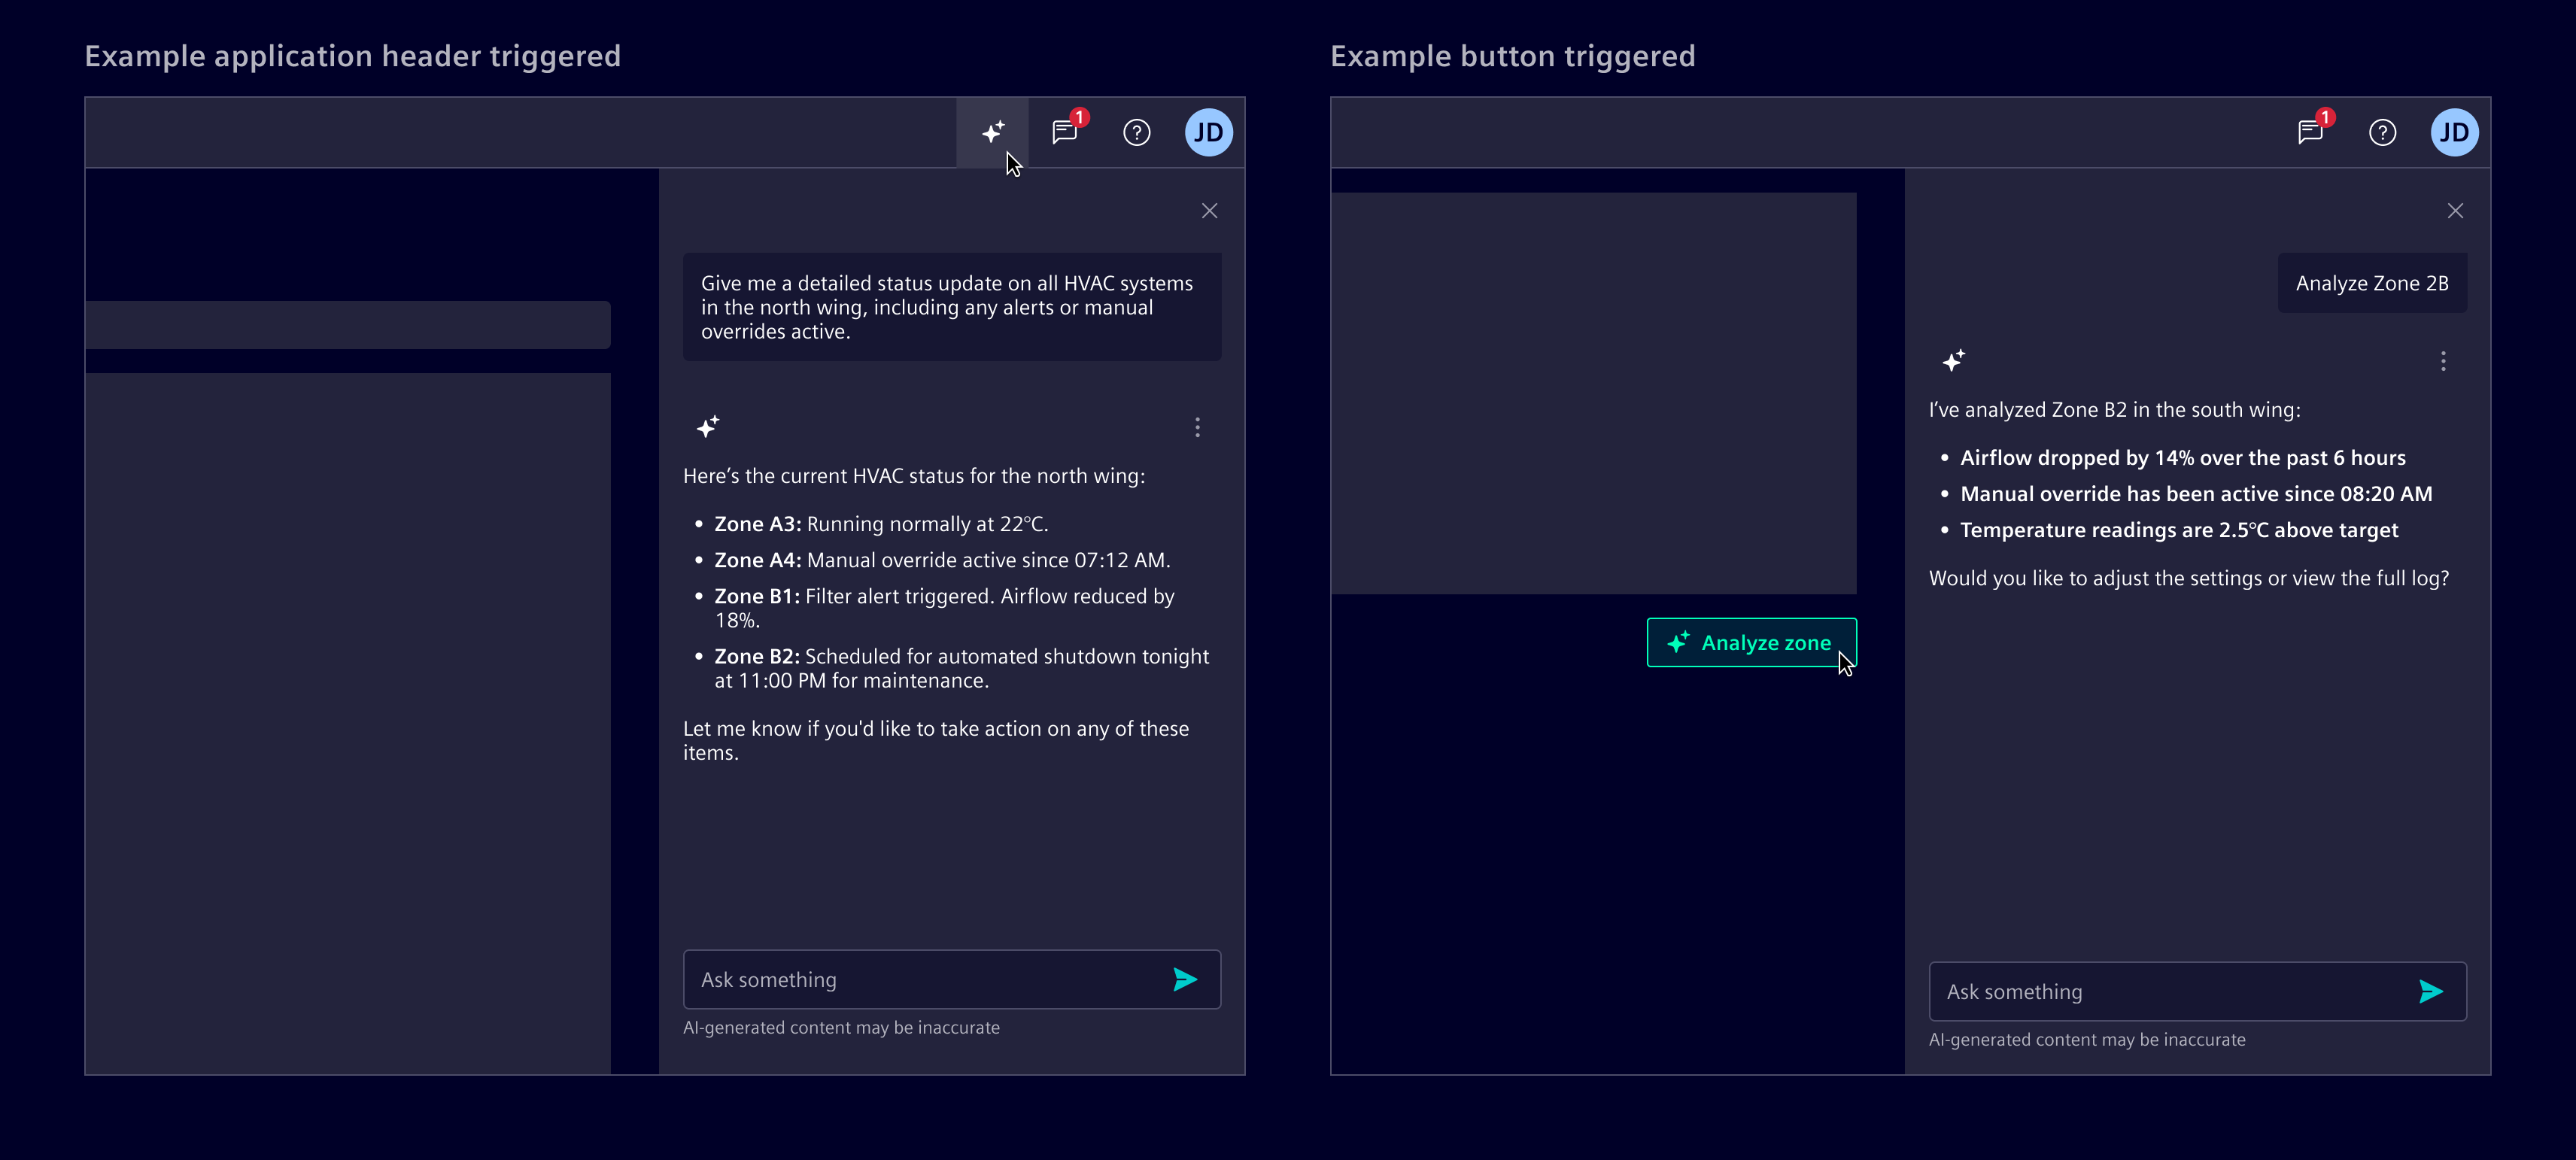 Example application header triggered
1
JD
Give me a detailed status update on all HVAC systems
in the north wing, including any alerts or manual
overrides active.
Here’s the current HVAC status for the north wing:
• Zone A3: Running normally at 22°C.
• Zone A4: Manual override active since 07:12 AM.
• Zone B1: Filter alert triggered. Airflow reduced by
18%.
• Zone B2: Scheduled for automated shutdown tonight
at 11:00 PM for maintenance.
Let me know if you'd like to take action on any of these
items.
Ask something
AI-generated content may be inaccurate
Example button triggered
1
JD
Analyze Zone 2B
I’ve analyzed Zone B2 in the south wing:
• Airflow dropped by 14% over the past 6 hours
• Manual override has been active since 08:20 AM
• Temperature readings are 2.5°C above target
Would you like to adjust the settings or view the full log?
Analyze zone
Ask something
AI-generated content may be inaccurate